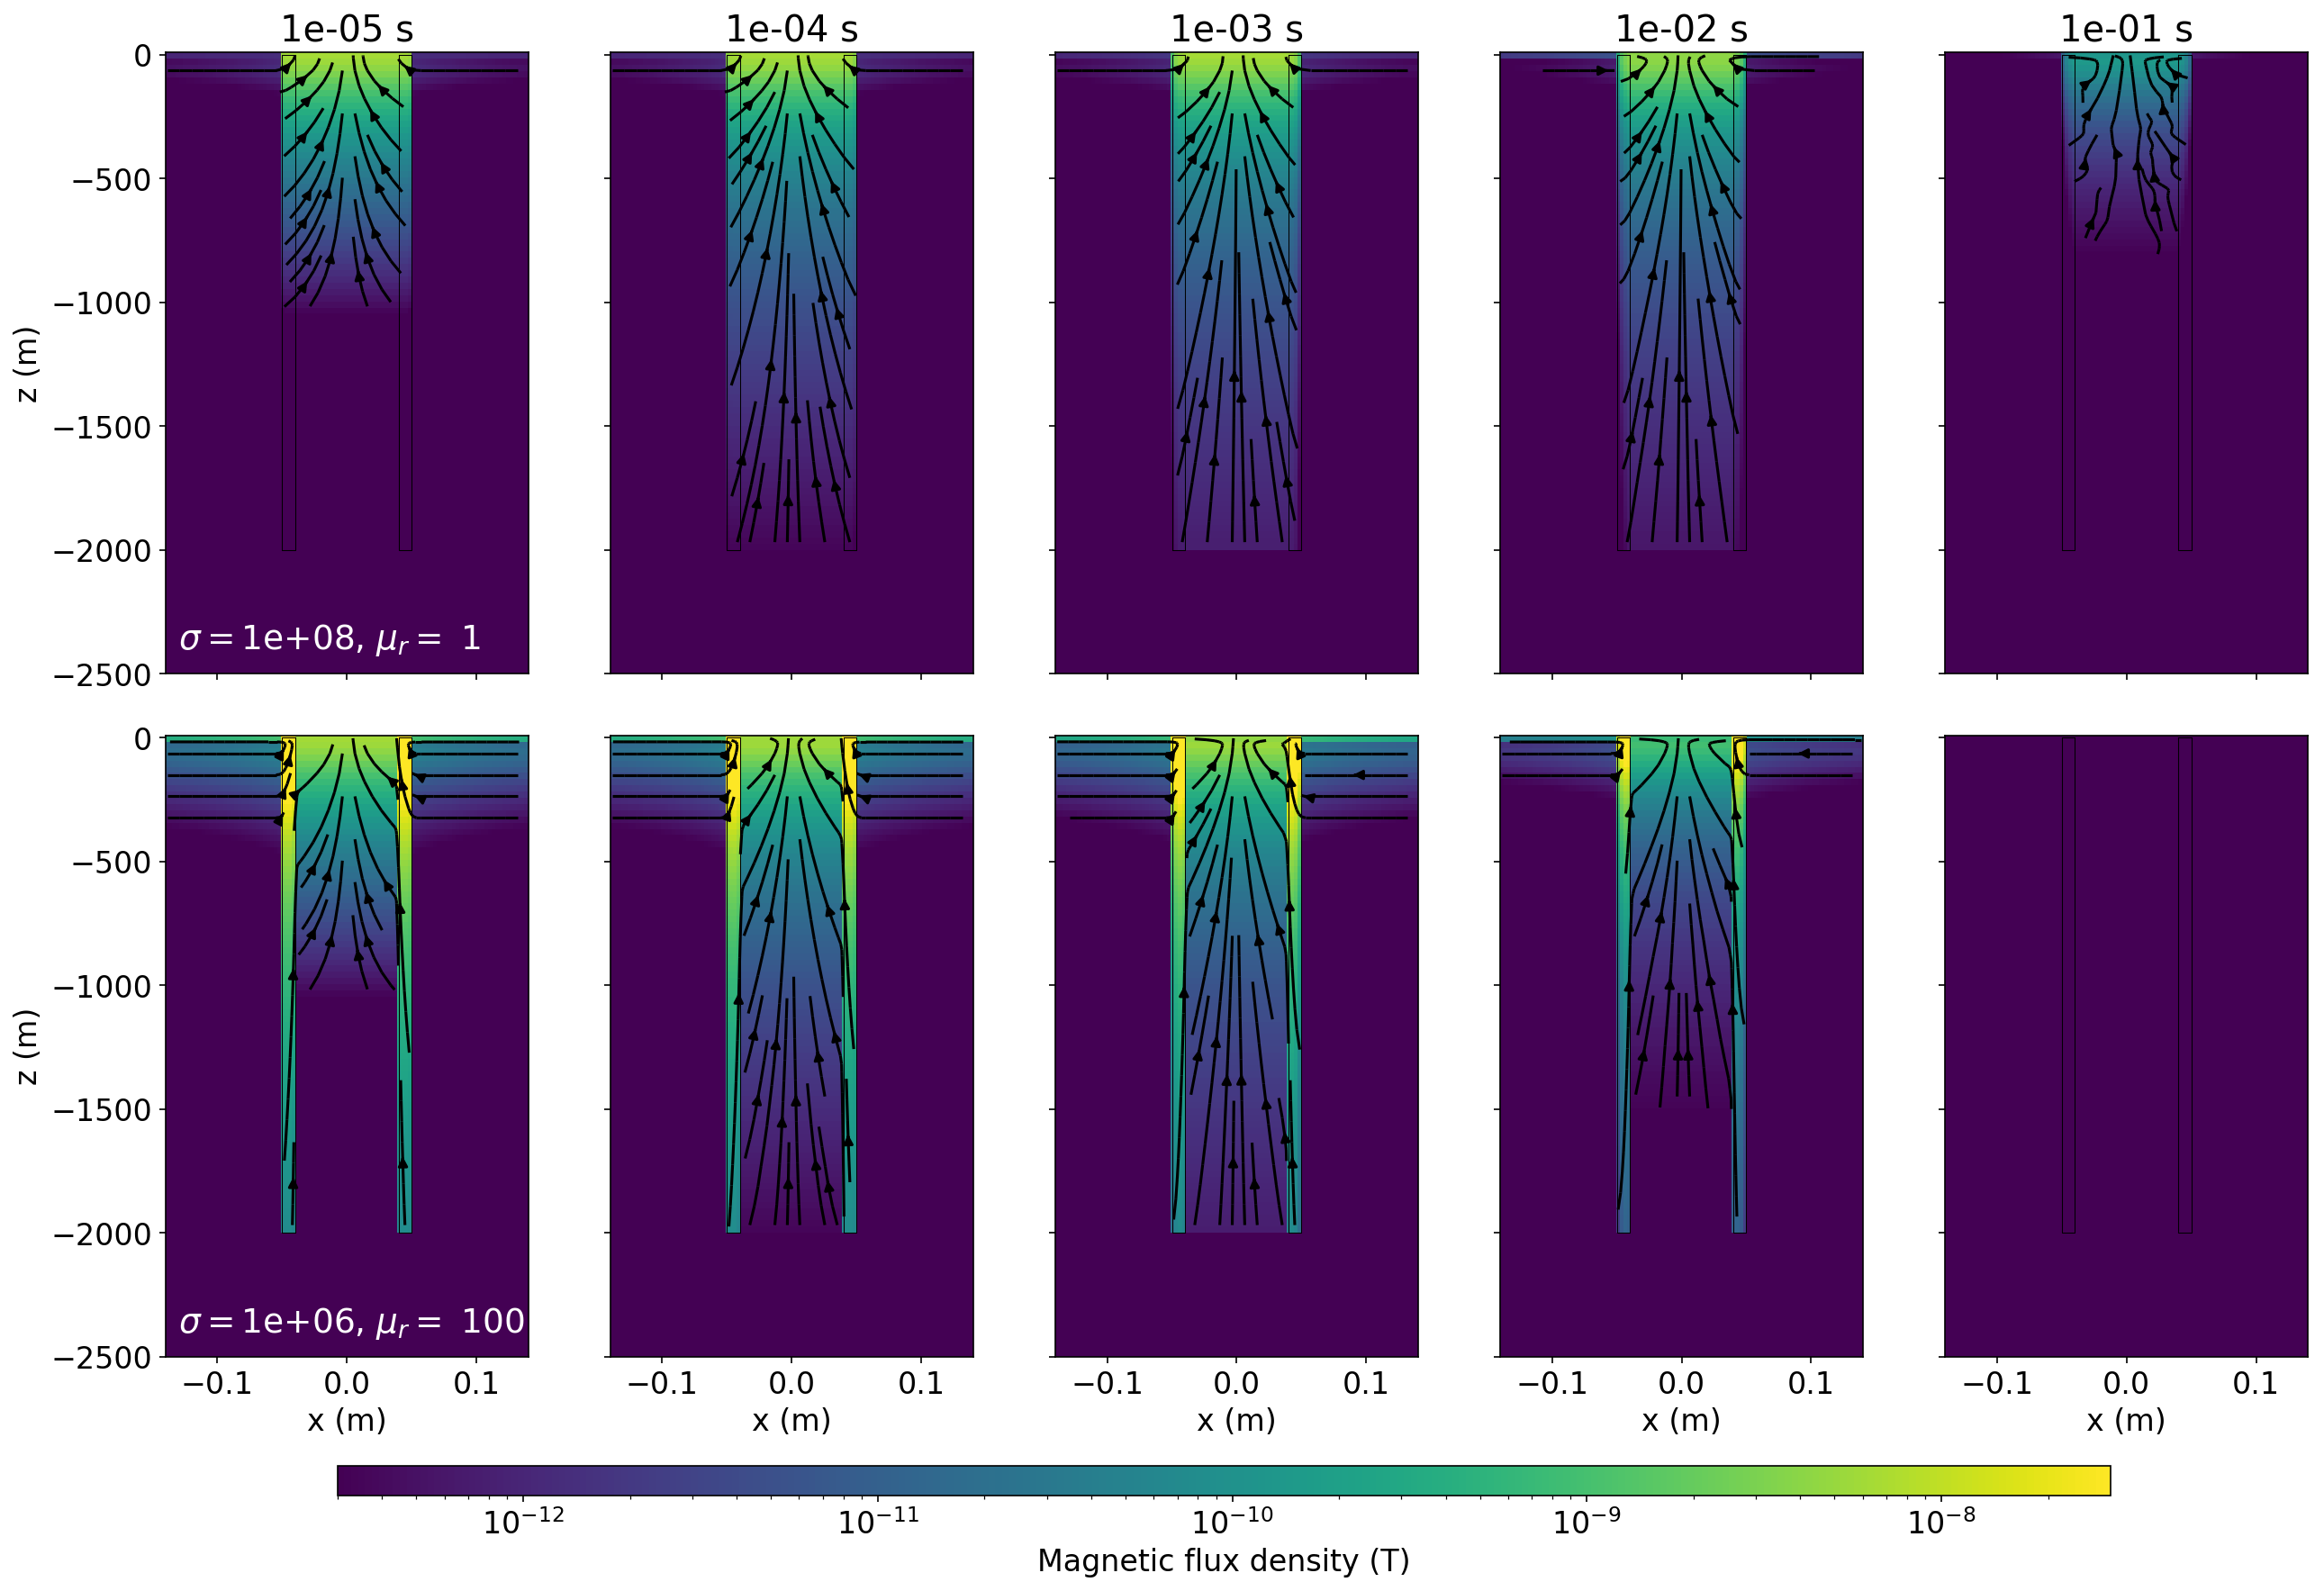 1e-05 s 1e-04 s 1e-03 s 1e-02 s 1e-01 s
0
−500
−1000
−1500
−2000
−2500
z (m)
σ = 1e+08, μᵣ = 1
0
−500
−1000
−1500
−2000
−2500
z (m)
σ = 1e+06, μᵣ = 100
−0.1 0.0 0.1 −0.1 0.0 0.1 −0.1 0.0 0.1 −0.1 0.0 0.1 −0.1 0.0 0.1
x (m) x (m) x (m) x (m) x (m)
10⁻¹² 10⁻¹¹ 10⁻¹⁰ 10⁻⁹ 10⁻⁸
Magnetic flux density (T)